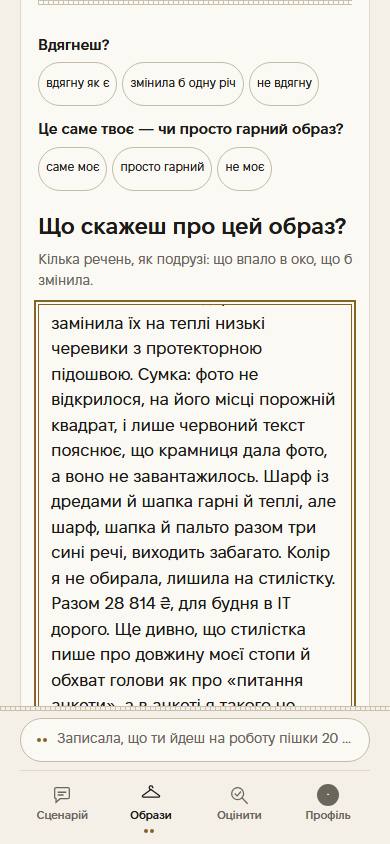 Вдягнеш?
вдягну як є
змінила б одну річ
не вдягну
Це саме твоє — чи просто гарний образ?
саме моє
просто гарний
не моє
Що скажеш про цей образ?
Кілька речень, як подрузі: що впало в око, що б
змінила.
замінила їх на теплі низькі
черевики з протекторною
підошвою. Сумка: фото не
відкрилося, на його місці порожній
квадрат, і лише червоний текст
пояснює, що крамниця дала фото,
а воно не завантажилось. Шарф із
дредами й шапка гарні й теплі, але
шарф, шапка й пальто разом три
сині речі, виходить забагато. Колір
я не обирала, лишила на стилістку.
Разом 28 814 ₴, для будня в IT
дорого. Ще дивно, що стилістка
пише про довжину моєї стопи й
обхват голови як про «питання
анкети», а в анкеті я такого не
Записала, що ти йдеш на роботу пішки 20 ...
Сценарій
Образи
Оцінити
Профіль